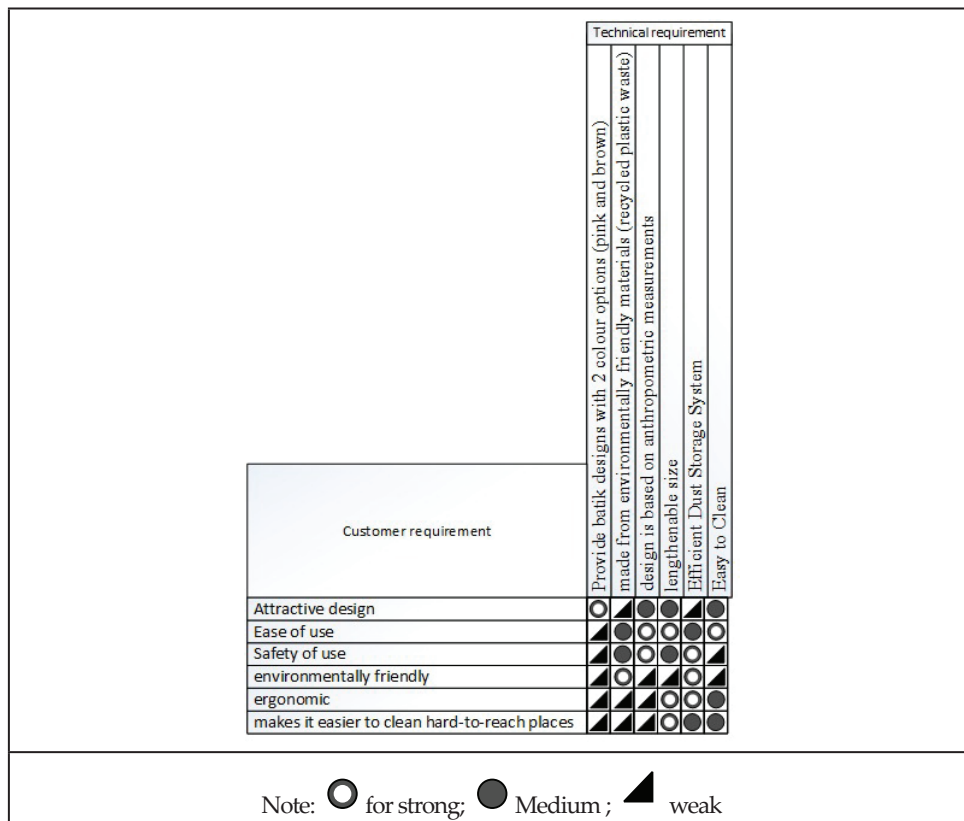 Technical requirement
Provide batik designs with 2 colour options (pink and brown)
made from environmentally friendly materials (recycled plastic waste)
design is based on anthropometric measurements
lengthenable size
Efficient Dust Storage System
Easy to Clean
Customer requirement
Attractive design
Ease of use
Safety of use
environmentally friendly
ergonomic
makes it easier to clean hard-to-reach places
Note: for strong; Medium ; weak